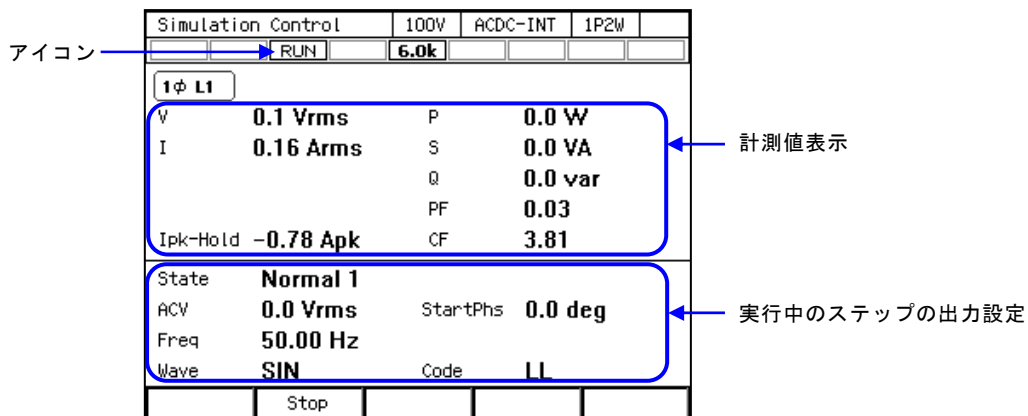 Simulation Control 100V ACDC-INT 1P2W
アイコン RUN 6.0k
1φ L1
V 0.1 Vrms P 0.0 W
I 0.16 Arms S 0.0 VA 計測値表示
Q 0.0 var
PF 0.03
Ipk-Hold -0.78 Apk CF 3.81
State Normal 1
ACV 0.0 Vrms StartPhs 0.0 deg 実行中のステップの出力設定
Freq 50.00 Hz
Wave SIN Code LL
Stop